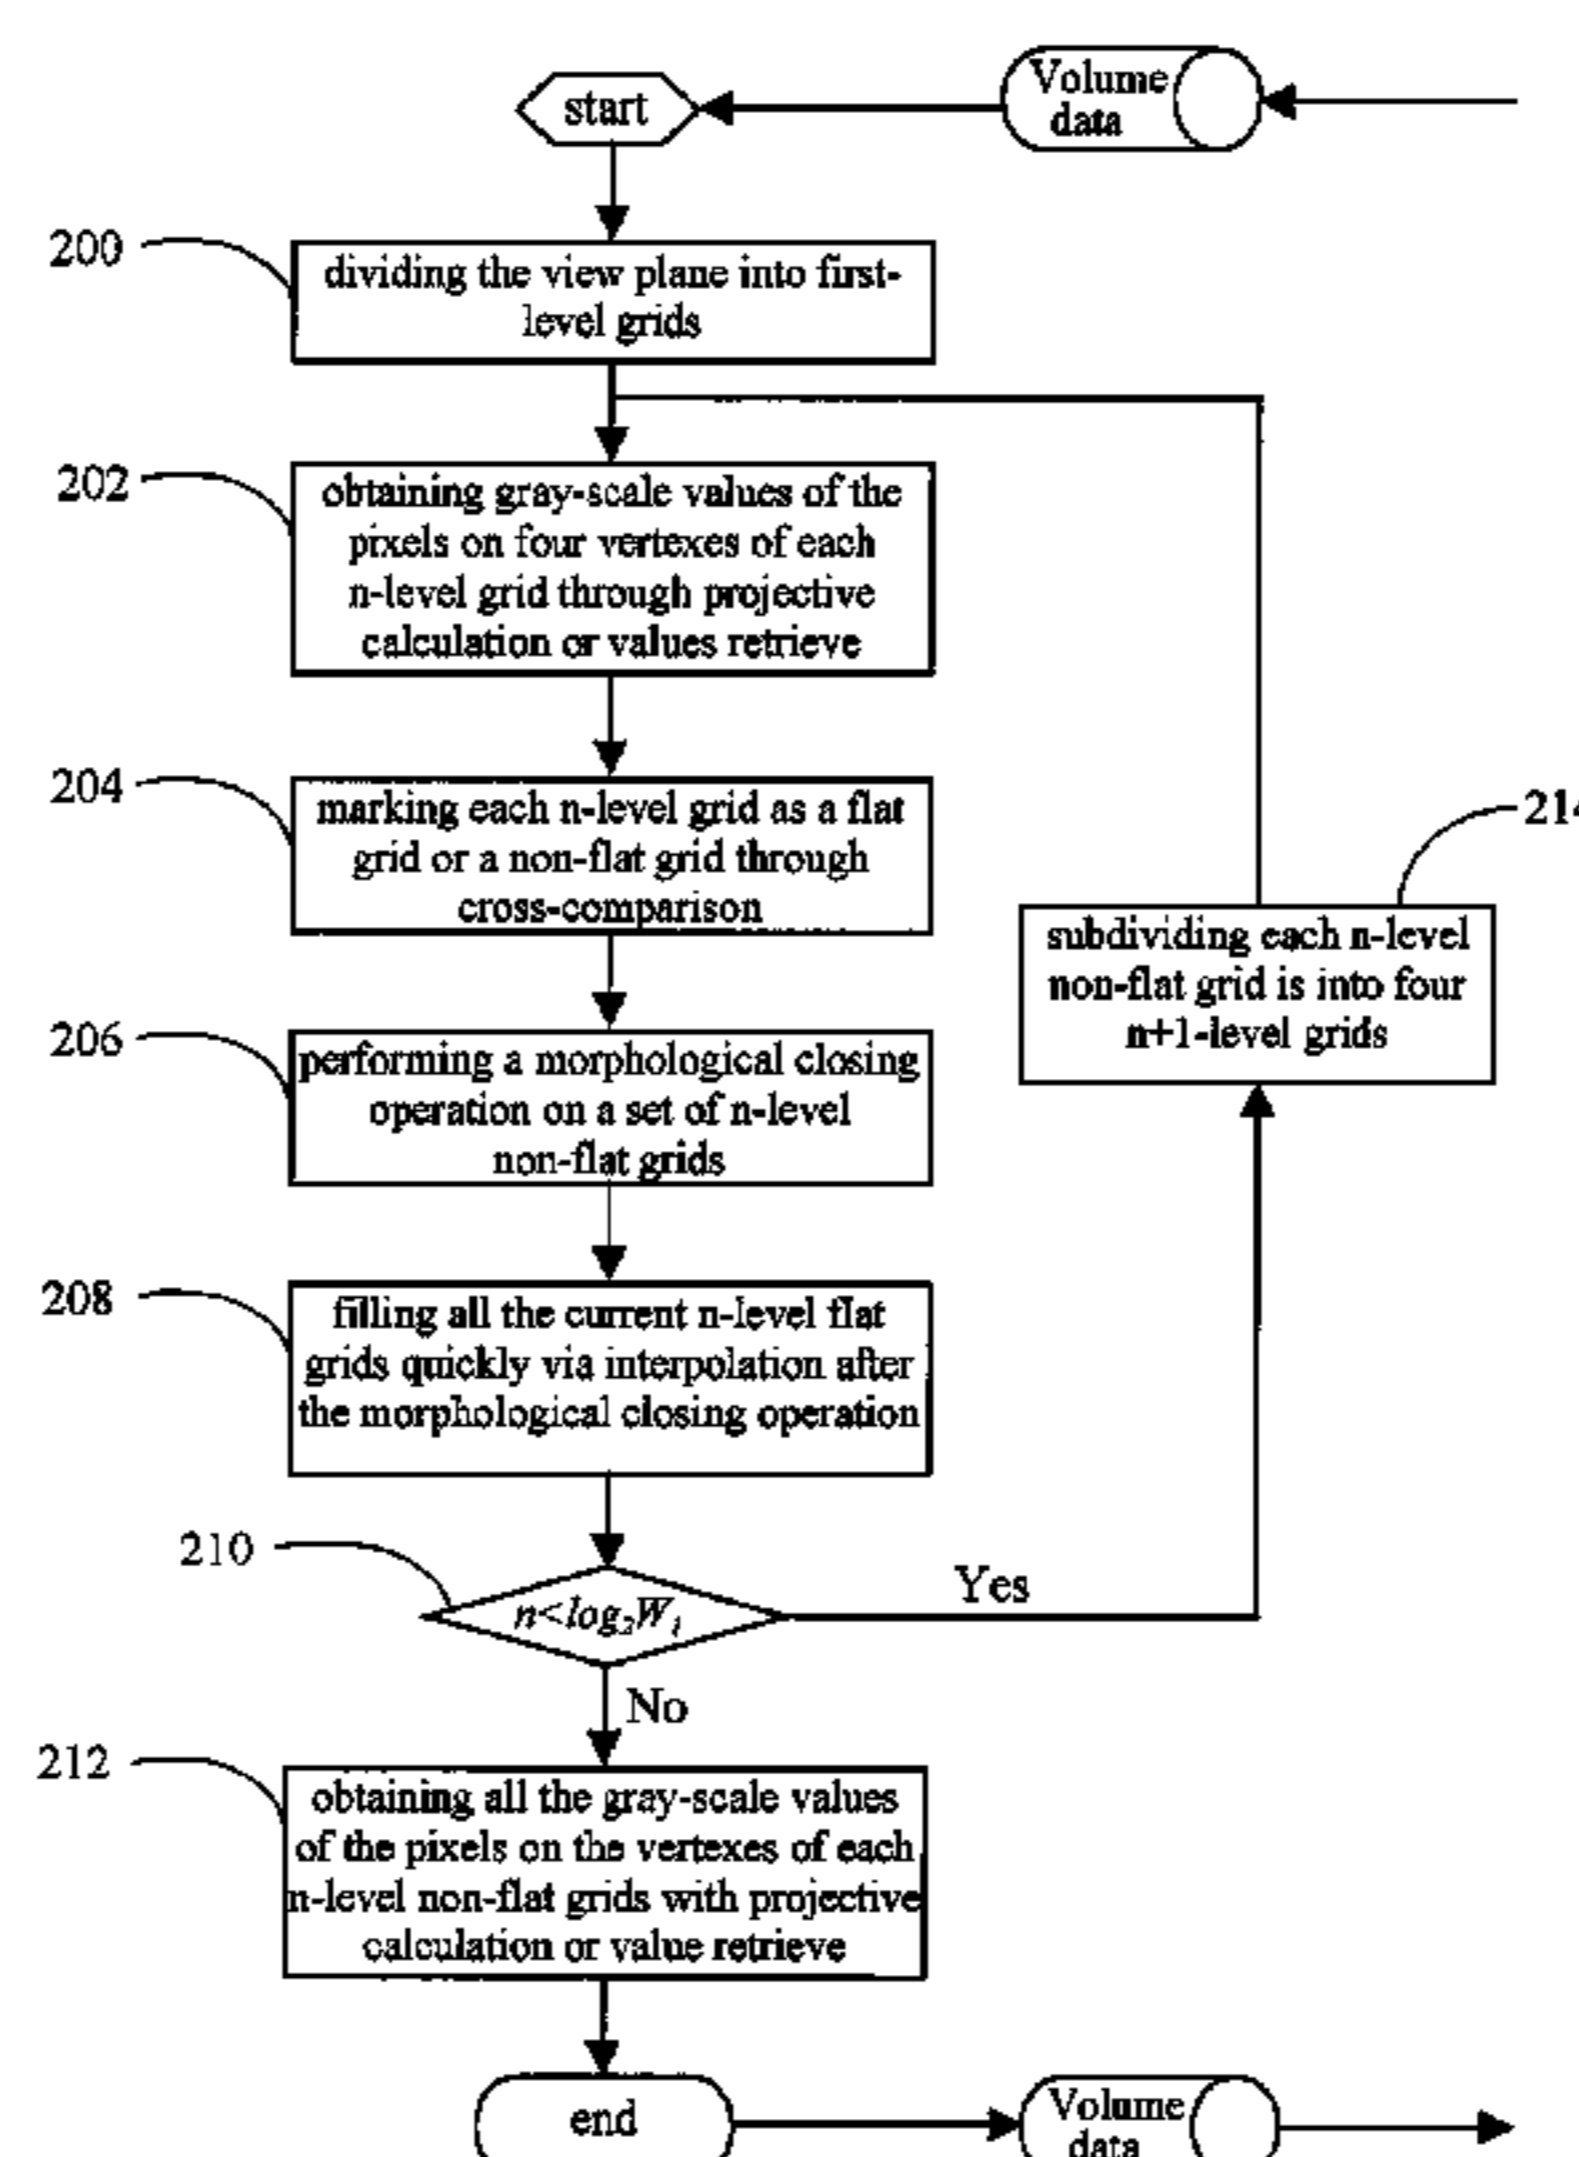 Volume
data
start
200
dividing the view plane into first-
level grids
202
obtaining gray-scale values of the
pixels on four vertexes of each
n-level grid through projective
calculation or values retrieve
204
marking each n-level grid as a flat
grid or a non-flat grid through
cross-comparison
214
subdividing each n-level
non-flat grid is into four
n+1-level grids
206
performing a morphological closing
operation on a set of n-level
non-flat grids
208
filling all the current n-level flat
grids quickly via interpolation after
the morphological closing operation
210
n<log₂W₁
Yes
No
212
obtaining all the gray-scale values
of the pixels on the vertexes of each
n-level non-flat grids with projective
calculation or value retrieve
end
Volume
data